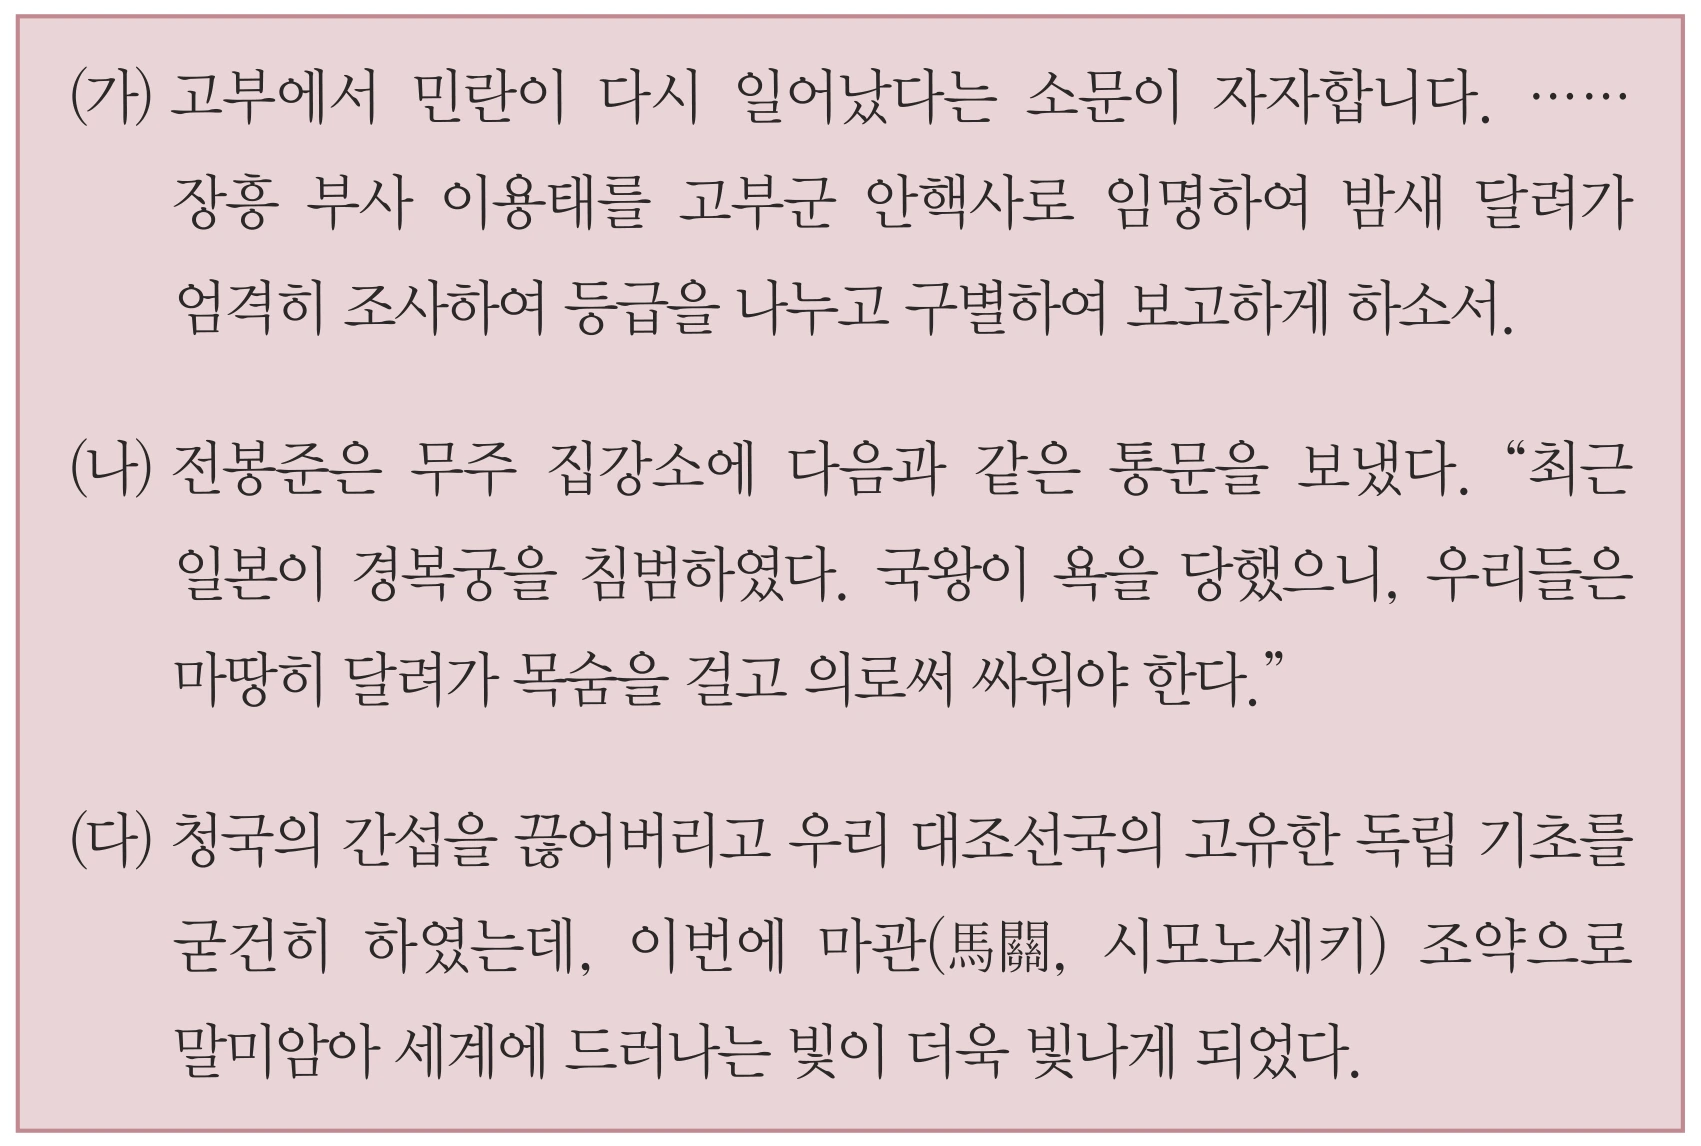 (가) 고부에서 민란이 다시 일어났다는 소문이 자자합니다. ……
장흥 부사 이용태를 고부군 안핵사로 임명하여 밤새 달려가
엄격히 조사하여 등급을 나누고 구별하여 보고하게 하소서.
(나) 전봉준은 무주 집강소에 다음과 같은 통문을 보냈다. “최근
일본이 경복궁을 침범하였다. 국왕이 욕을 당했으니, 우리들은
마땅히 달려가 목숨을 걸고 의로써 싸워야 한다.”
(다) 청국의 간섭을 끊어버리고 우리 대조선국의 고유한 독립 기초를
굳건히 하였는데, 이번에 마관(馬關, 시모노세키) 조약으로
말미암아 세계에 드러나는 빛이 더욱 빛나게 되었다.